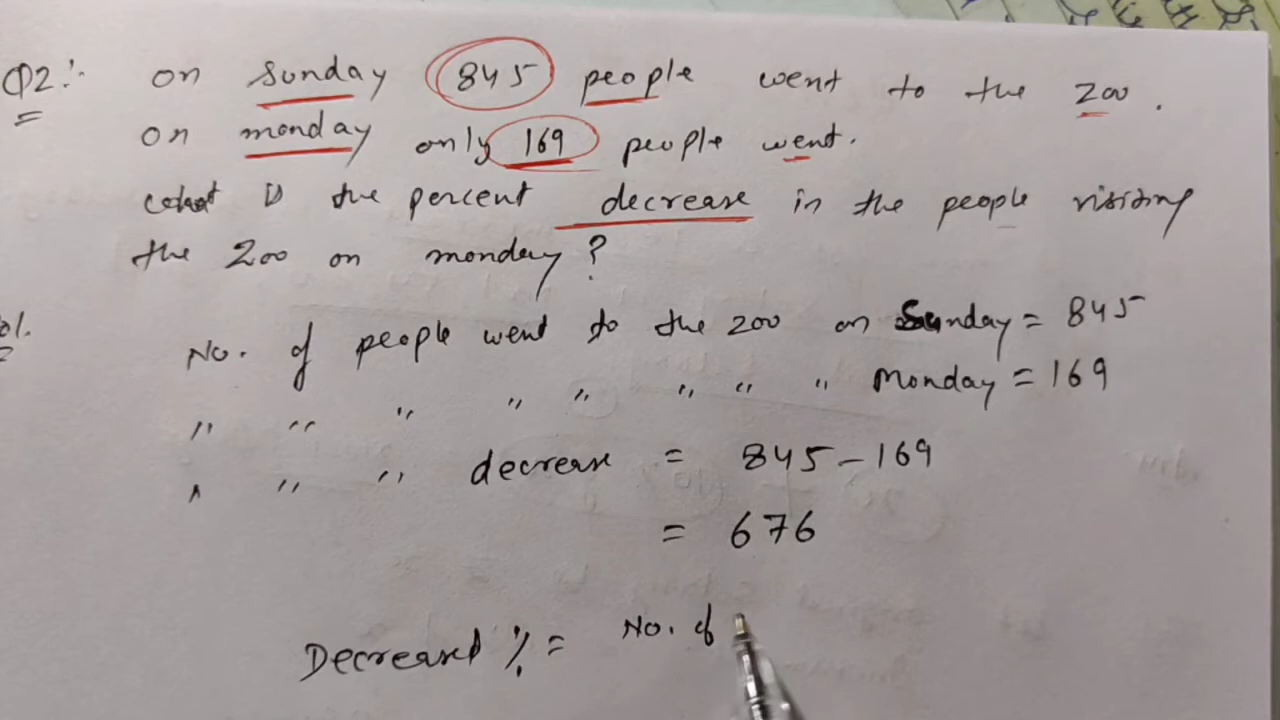 Q2:- on Sunday 845 people went to the zoo.
on monday only 169 people went.
what is the percent decrease in the people visiting
the zoo on monday?
No. of people went to the zoo on Sunday = 845
" " " " " " " " Monday = 169
" " " decrease = 845 - 169
= 676
Decreased % = No. of